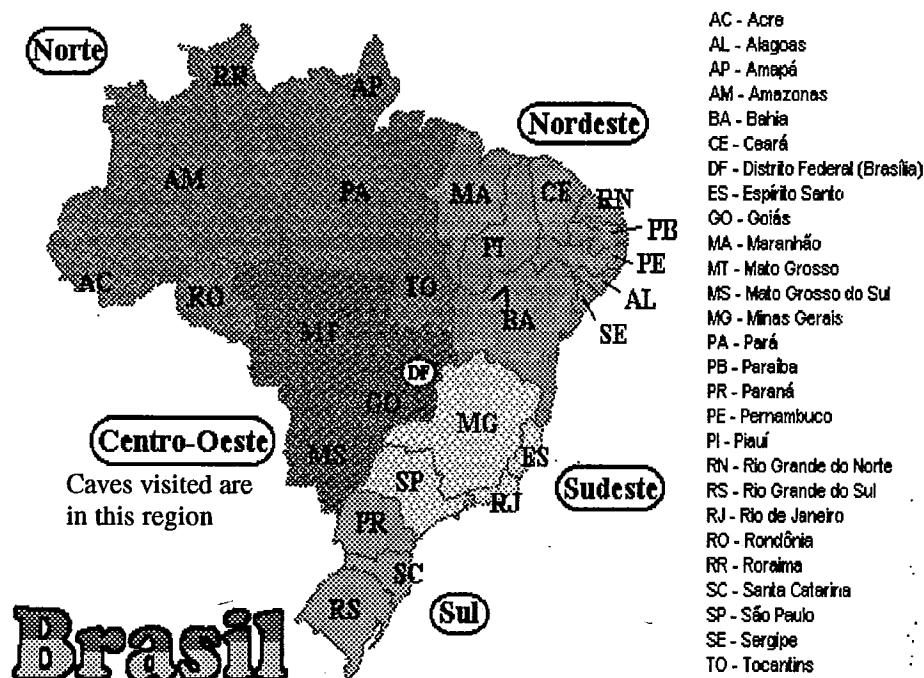 Norte
RR
AP
Nordeste
AM
PA
MA
CE
RN
PB
PI
PE
AC
RO
TO
AL
BA
SE
MT
DF
GO
MG
Centro-Oeste
MS
ES
SP
Sudeste
Caves visited are
in this region
RJ
PR
SC
RS
Sul
Brasil
AC - Acre
AL - Alagoas
AP - Amapá
AM - Amazonas
BA - Bahia
CE - Ceará
DF - Distrito Federal (Brasília)
ES - Espírito Santo
GO - Goiás
MA - Maranhão
MT - Mato Grosso
MS - Mato Grosso do Sul
MG - Minas Gerais
PA - Pará
PB - Paraíba
PR - Paraná
PE - Pernambuco
PI - Piauí
RN - Rio Grande do Norte
RS - Rio Grande do Sul
RJ - Rio de Janeiro
RO - Rondônia
RR - Roraima
SC - Santa Catarina
SP - São Paulo
SE - Sergipe
TO - Tocantins